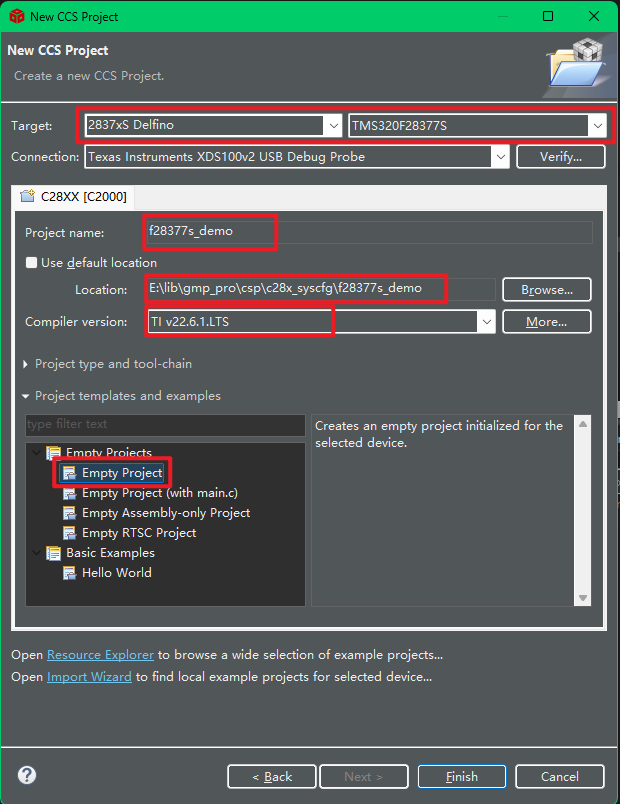 New CCS Project
New CCS Project
Create a new CCS Project.
Target: 2837xS Delfino TMS320F28377S
Connection: Texas Instruments XDS100v2 USB Debug Probe Verify...
C28XX [C2000]
Project name: f28377s_demo
Use default location
Location: E:\lib\gmp_pro\csp\c28x_syscfg\f28377s_demo Browse...
Compiler version: TI v22.6.1.LTS More...
Project type and tool-chain
Project templates and examples
type filter text
Empty Projects
Empty Project
Empty Project (with main.c)
Empty Assembly-only Project
Empty RTSC Project
Basic Examples
Hello World
Creates an empty project initialized for the
selected device.
Open Resource Explorer to browse a wide selection of example projects...
Open Import Wizard to find local example projects for selected device...
? < Back Next > Finish Cancel